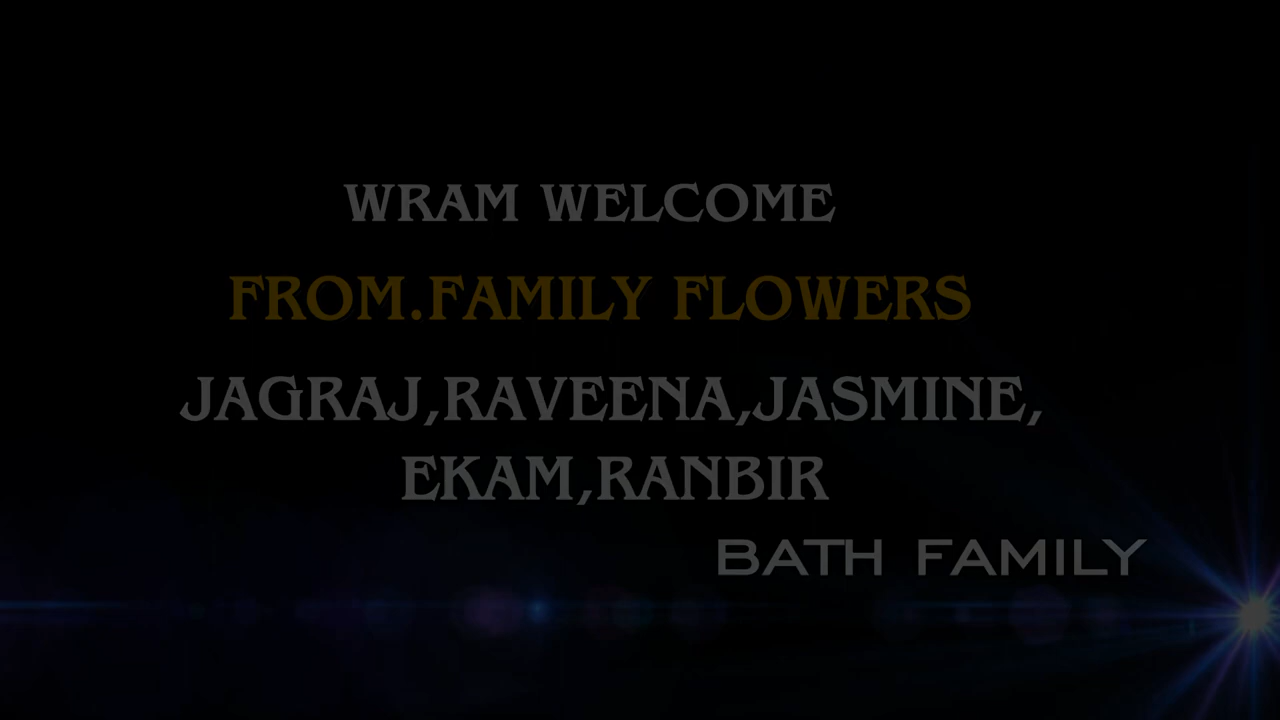 WRAM WELCOME
FROM.FAMILY FLOWERS
JAGRAJ,RAVEENA,JASMINE,
EKAM,RANBIR
BATH FAMILY